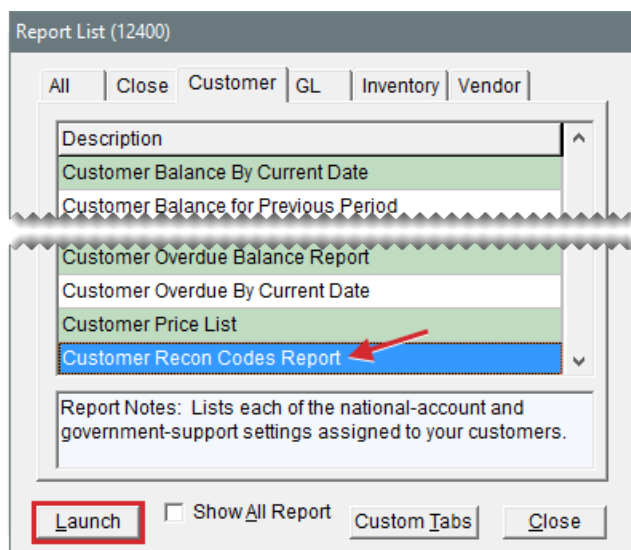 Report List (12400)
All Close Customer GL Inventory Vendor
Description
Customer Balance By Current Date
Customer Balance for Previous Period
Customer Overdue Balance Report
Customer Overdue By Current Date
Customer Price List
Customer Recon Codes Report
Report Notes: Lists each of the national-account and
government-support settings assigned to your customers.
Launch Show All Report Custom Tabs Close